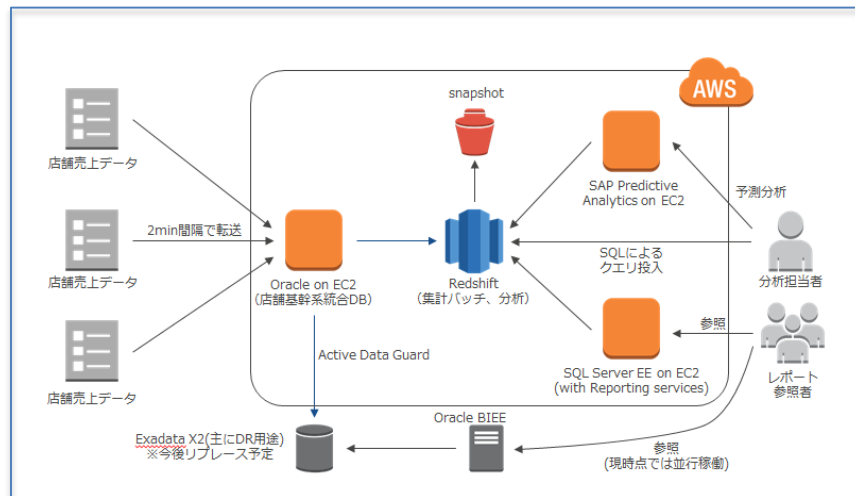 AWS
snapshot
店舗売上データ
SAP Predictive
Analytics on EC2
予測分析
2min間隔で転送
店舗売上データ
Oracle on EC2
(店舗基幹系統合DB)
Redshift
(集計バッチ、分析)
SQLによる
クエリ投入
分析担当者
参照
店舗売上データ
Active Data Guard
SQL Server EE on EC2
(with Reporting services)
レポート
参照者
Exadata X2(主にDR用途)
※今後リプレース予定
Oracle BIEE
参照
(現時点では並行稼働)